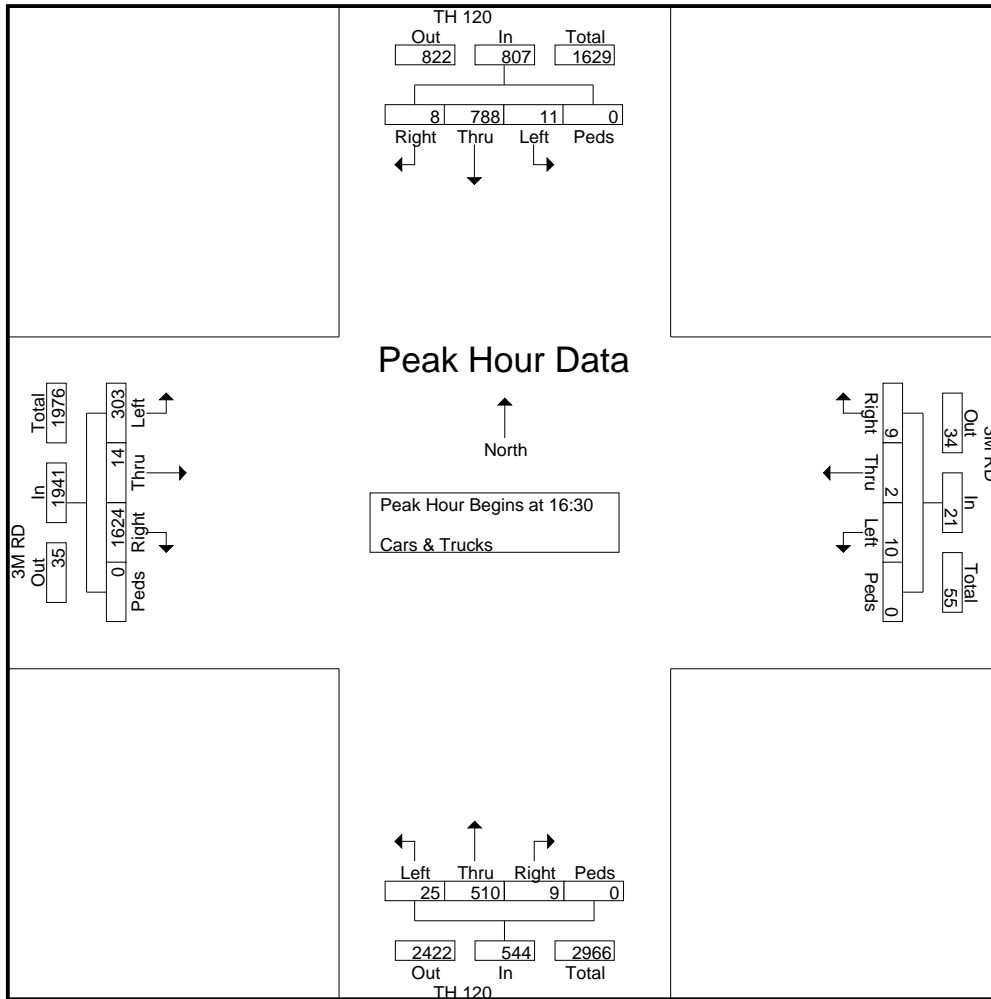 TH 120
Out In Total
822 807 1629
8 788 11 0
Right Thru Left Peds
Peak Hour Data
North
Peak Hour Begins at 16:30
Cars & Trucks
3M RD
Out In Total
35 1941 1976
303 14 1624 0
Left Thru Right Peds
3M RD
Out In Total
34 21 55
9 2 10 0
Right Thru Left Peds
Left Thru Right Peds
25 510 9 0
2422 544 2966
Out In Total
TH 120